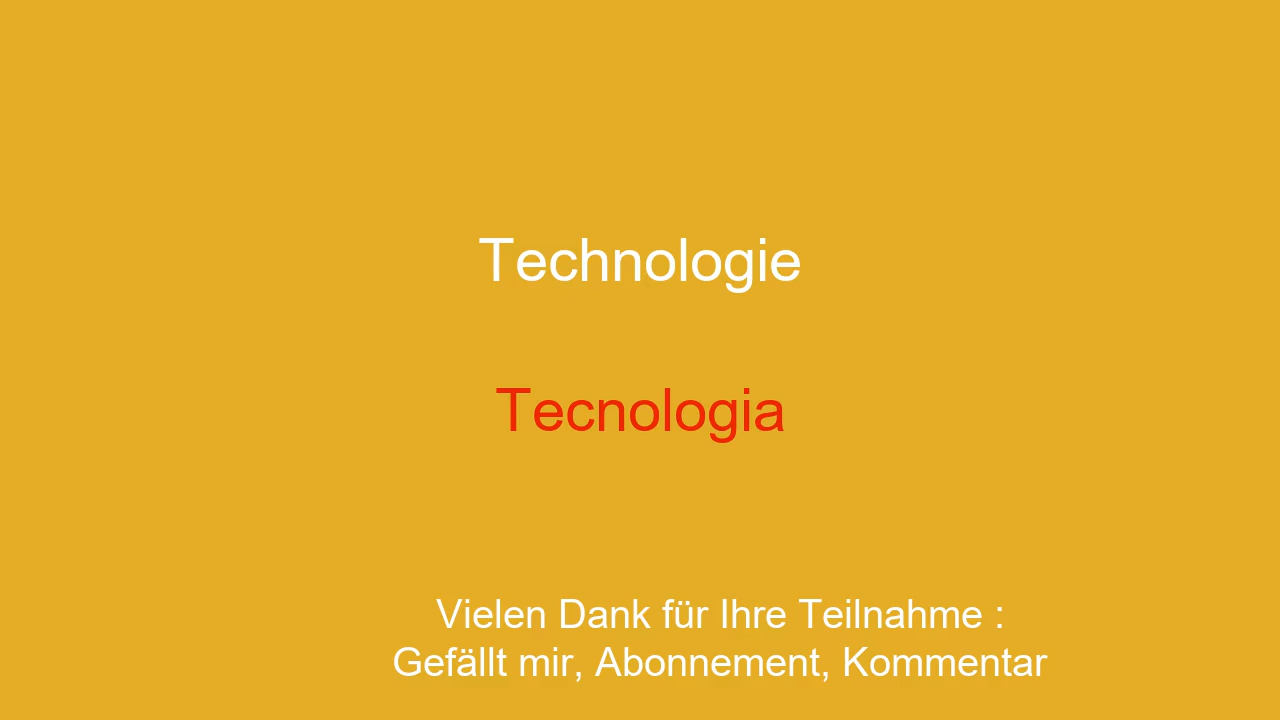 Technologie
Tecnologia
Vielen Dank für Ihre Teilnahme :
Gefällt mir, Abonnement, Kommentar